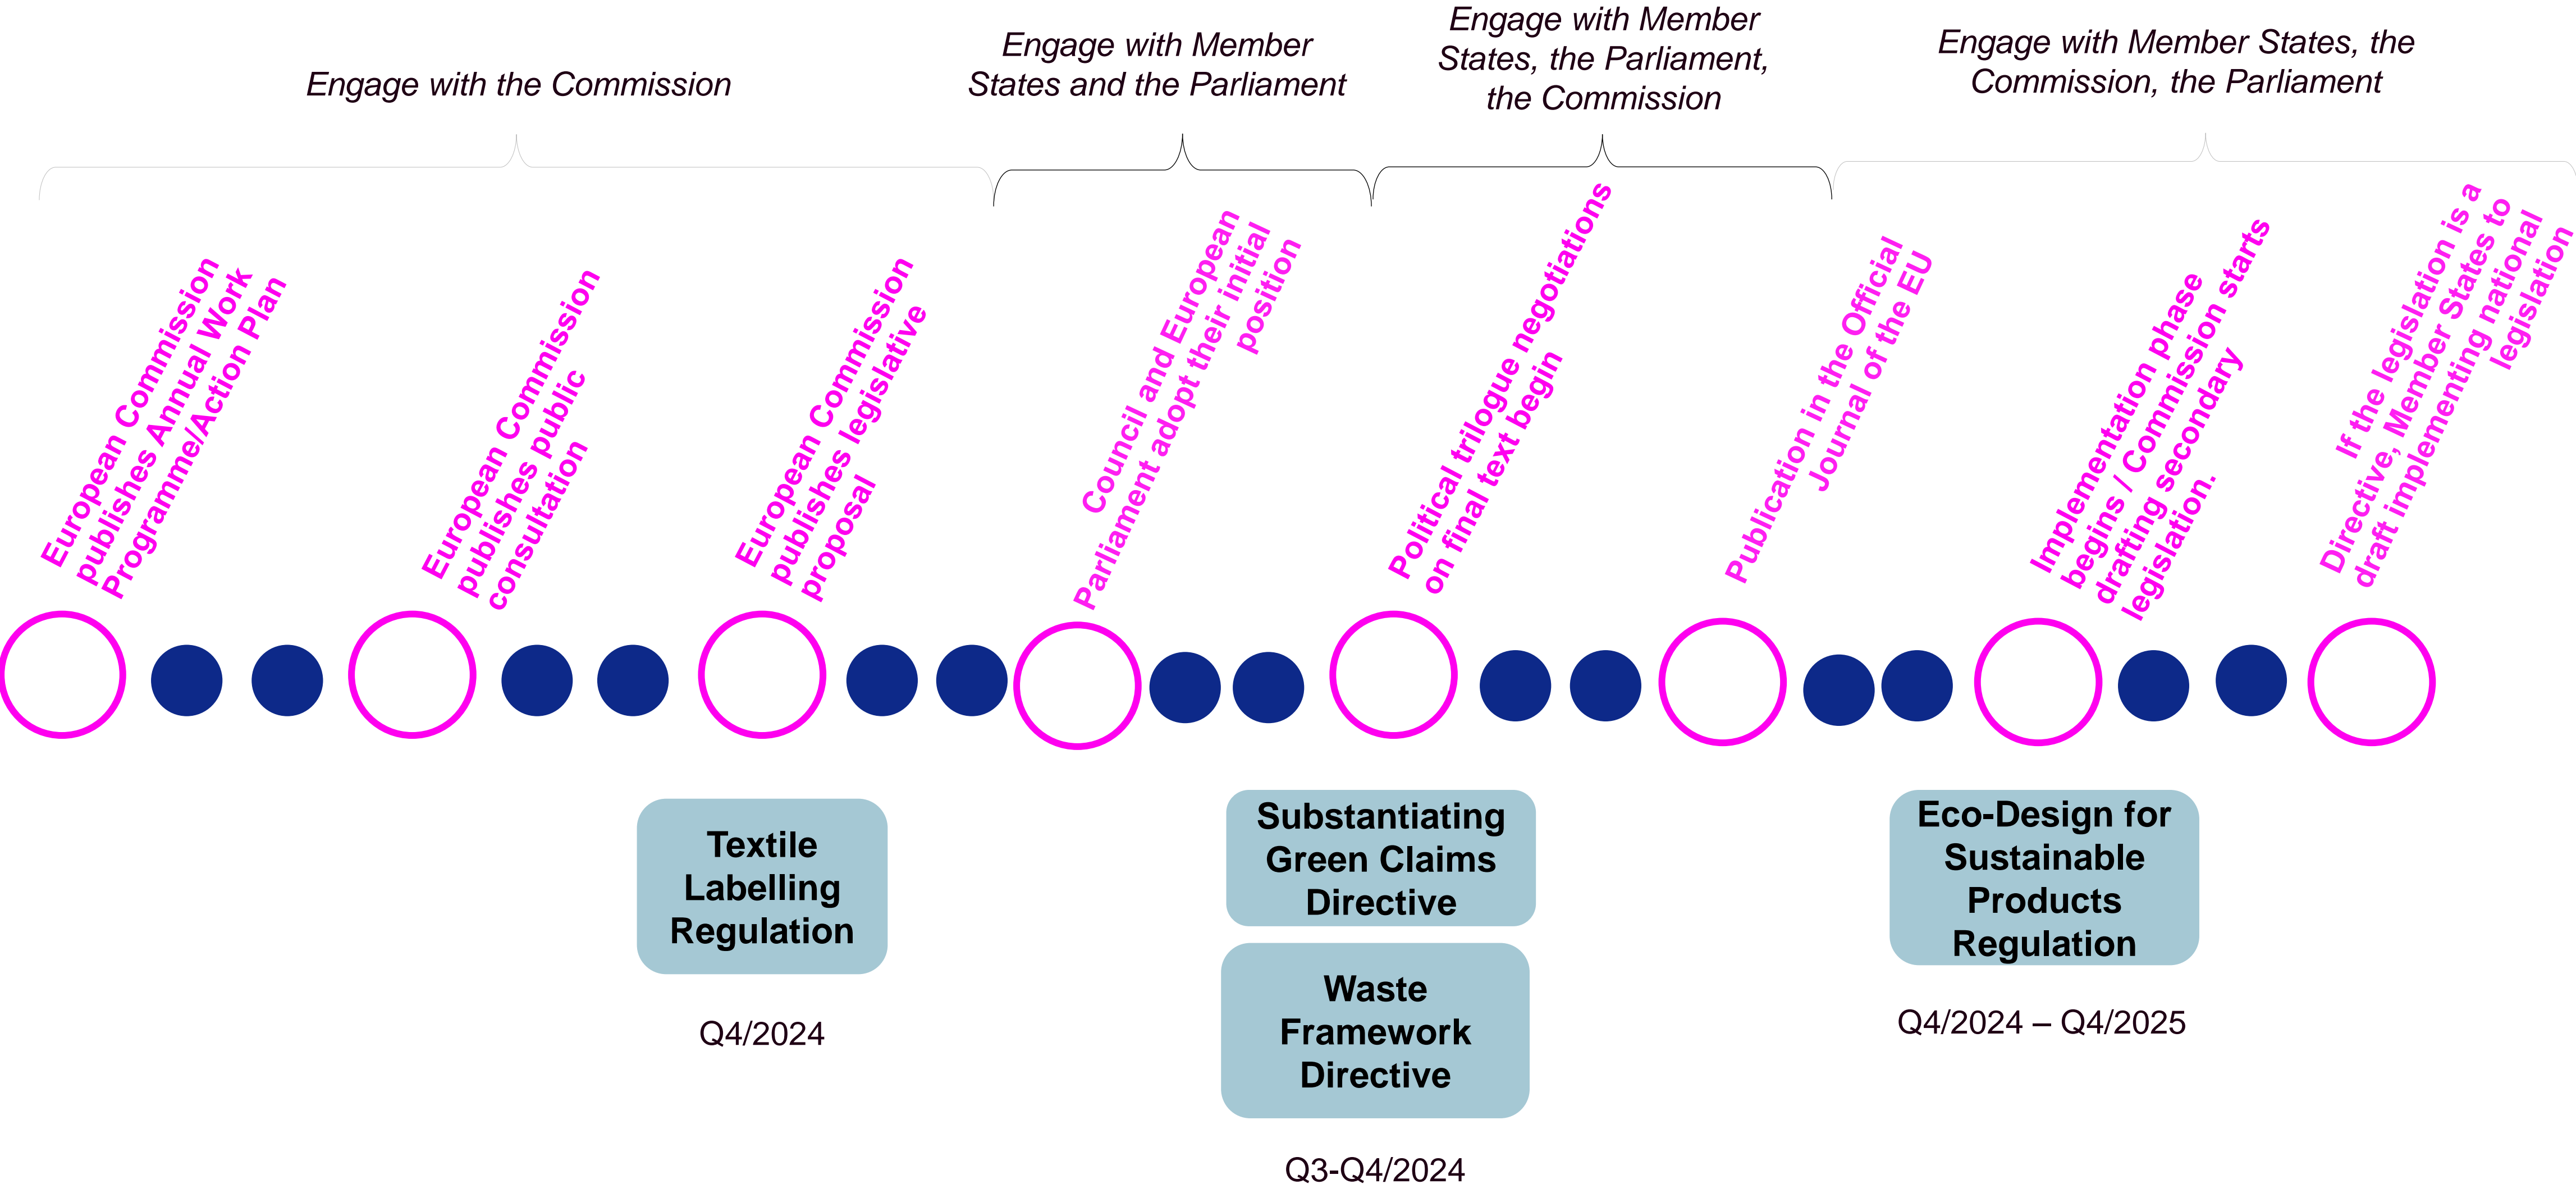 Engage with the Commission
Engage with Member
States and the Parliament
Engage with Member
States, the Parliament,
the Commission
Engage with Member States, the
Commission, the Parliament
European Commission
publishes Annual Work
Programme/Action Plan
European Commission
publishes public
consultation
European Commission
publishes legislative
proposal
Council and European
Parliament adopt their initial
position
Political trilogue negotiations
on final text begin
Publication in the Official
Journal of the EU
Implementation phase
begins / Commission starts
drafting secondary
legislation.
If the legislation is a
Directive, Member States to
draft implementing national
legislation
Textile
Labelling
Regulation
Q4/2024
Substantiating
Green Claims
Directive
Waste
Framework
Directive
Q3-Q4/2024
Eco-Design for
Sustainable
Products
Regulation
Q4/2024 – Q4/2025